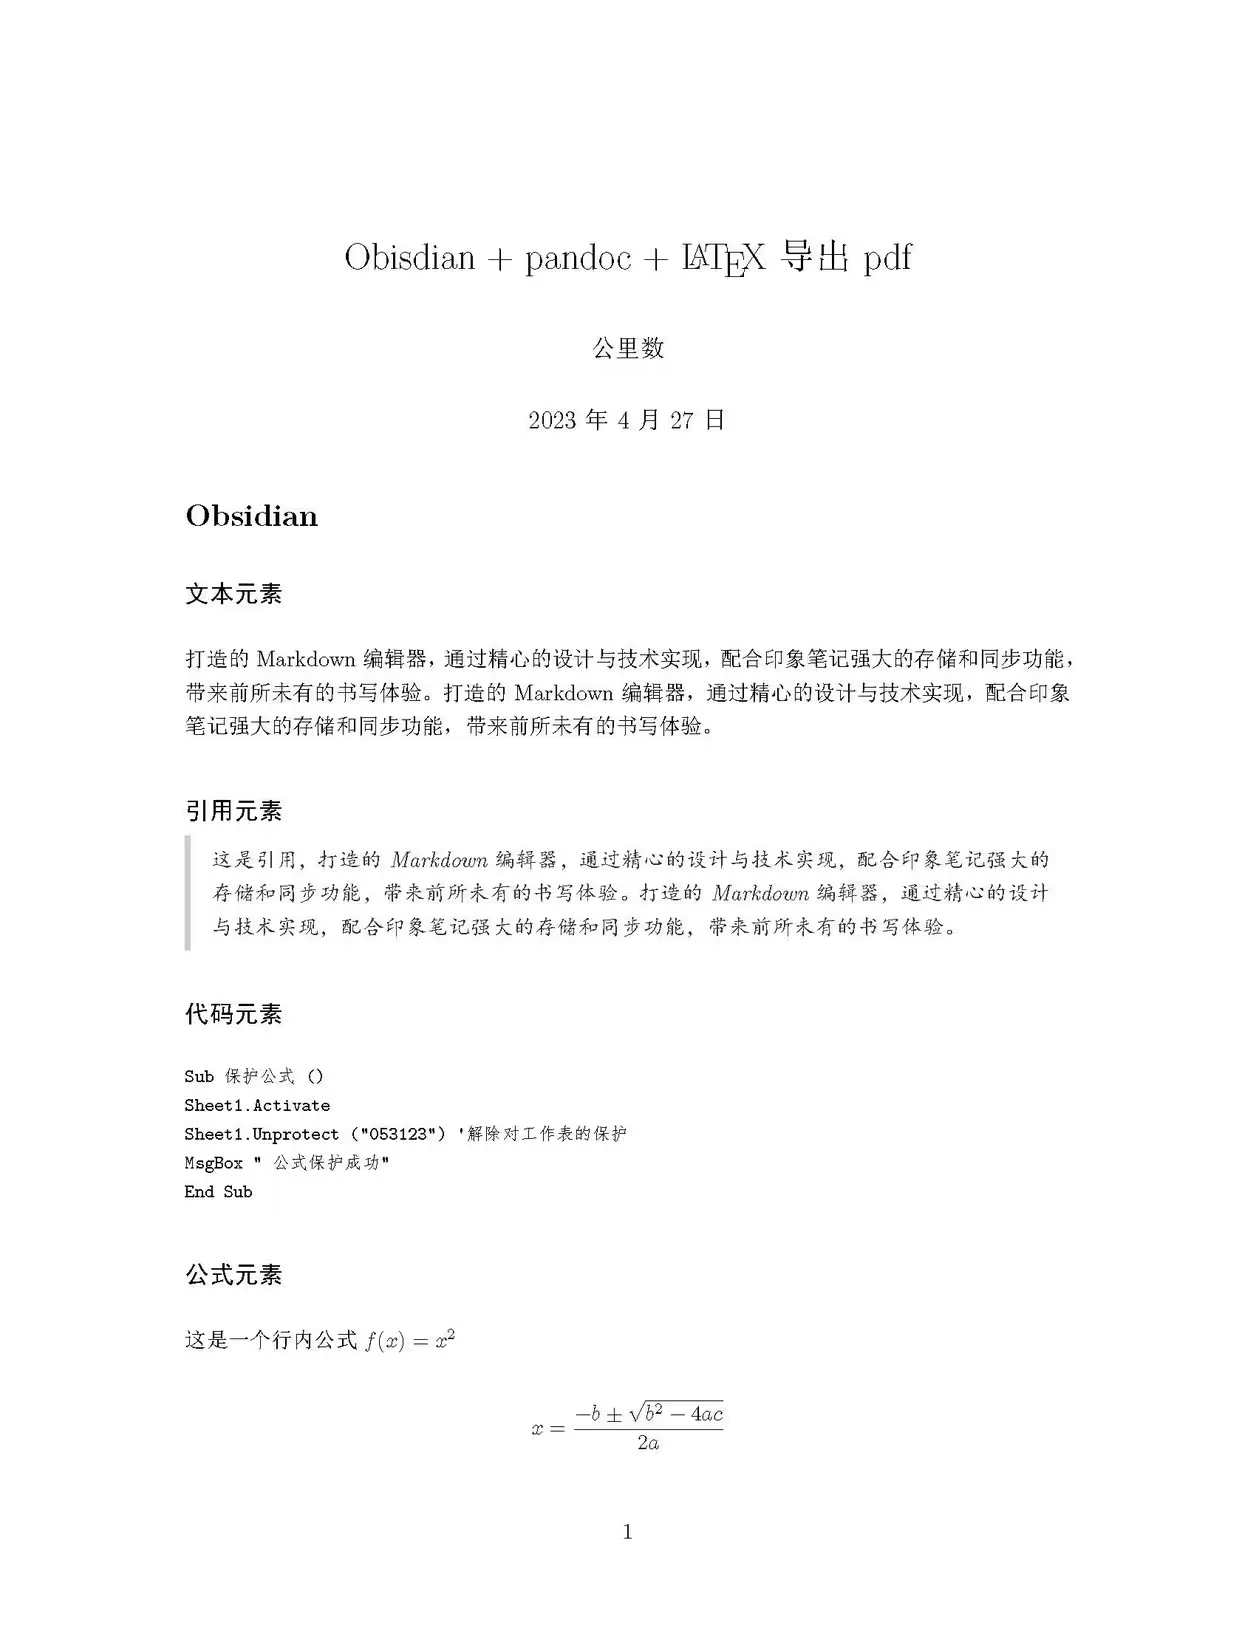 Obisdian + pandoc + LATEX 导出 pdf
公里数
2023 年 4 月 27 日
Obsidian
文本元素
打造的 Markdown 编辑器，通过精心的设计与技术实现，配合印象笔记强大的存储和同步功能，
带来前所未有的书写体验。打造的 Markdown 编辑器，通过精心的设计与技术实现，配合印象
笔记强大的存储和同步功能，带来前所未有的书写体验。
引用元素
这是引用，打造的 Markdown 编辑器，通过精心的设计与技术实现，配合印象笔记强大的
存储和同步功能，带来前所未有的书写体验。打造的 Markdown 编辑器，通过精心的设计
与技术实现，配合印象笔记强大的存储和同步功能，带来前所未有的书写体验。
代码元素
Sub 保护公式 ()
Sheet1.Activate
Sheet1.Unprotect ("053123") '解除对工作表的保护
MsgBox " 公式保护成功"
End Sub
公式元素
这是一个行内公式 f(x) = x²
x = (−b ± √(b² − 4ac)) / 2a
1